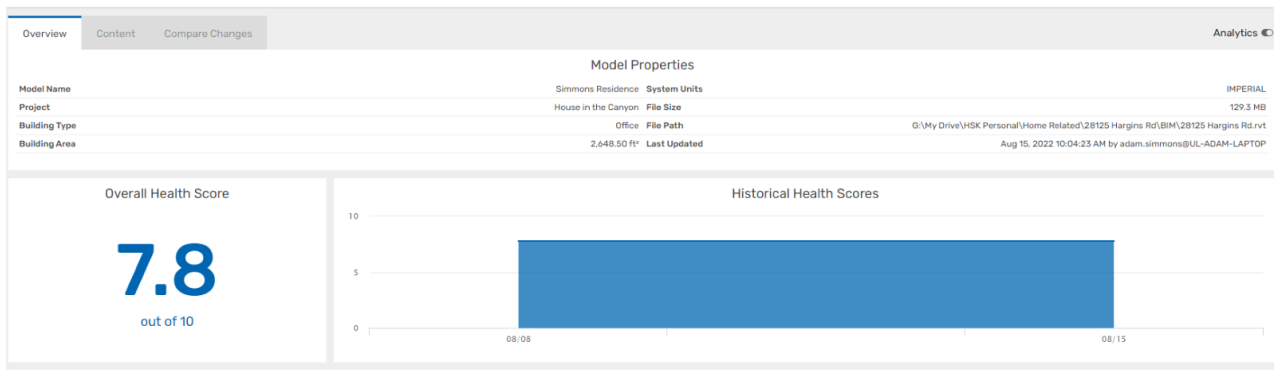 Overview Content Compare Changes Analytics
Model Properties
Model Name Simmons Residence System Units IMPERIAL
Project House in the Canyon File Size 129.3 MB
Building Type Office File Path G:\My Drive\HSK Personal\Home Related\28125 Hargins Rd\BIM\28125 Hargins Rd.rvt
Building Area 2,648.50 ft² Last Updated Aug 15, 2022 10:04:23 AM by adam.simmons@UL-ADAM-LAPTOP
Overall Health Score
7.8
out of 10
Historical Health Scores
10
5
0
08/08 08/15